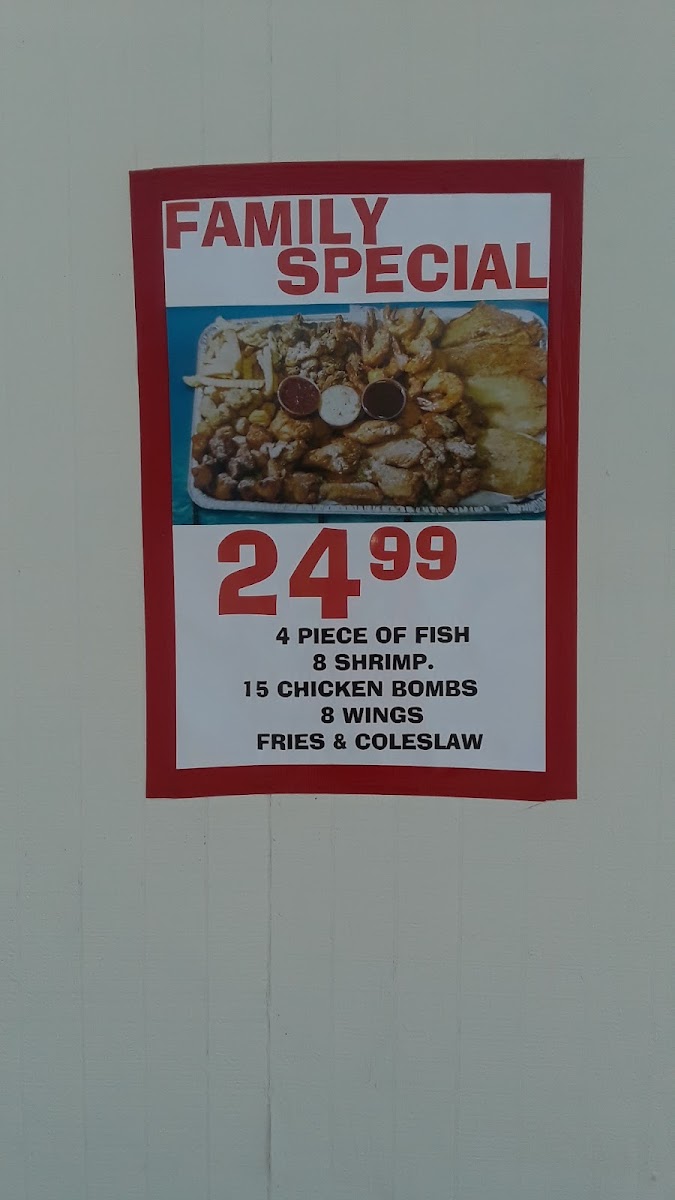 FAMILY
SPECIAL
24 99
4 PIECE OF FISH
8 SHRIMP.
15 CHICKEN BOMBS
8 WINGS
FRIES & COLESLAW